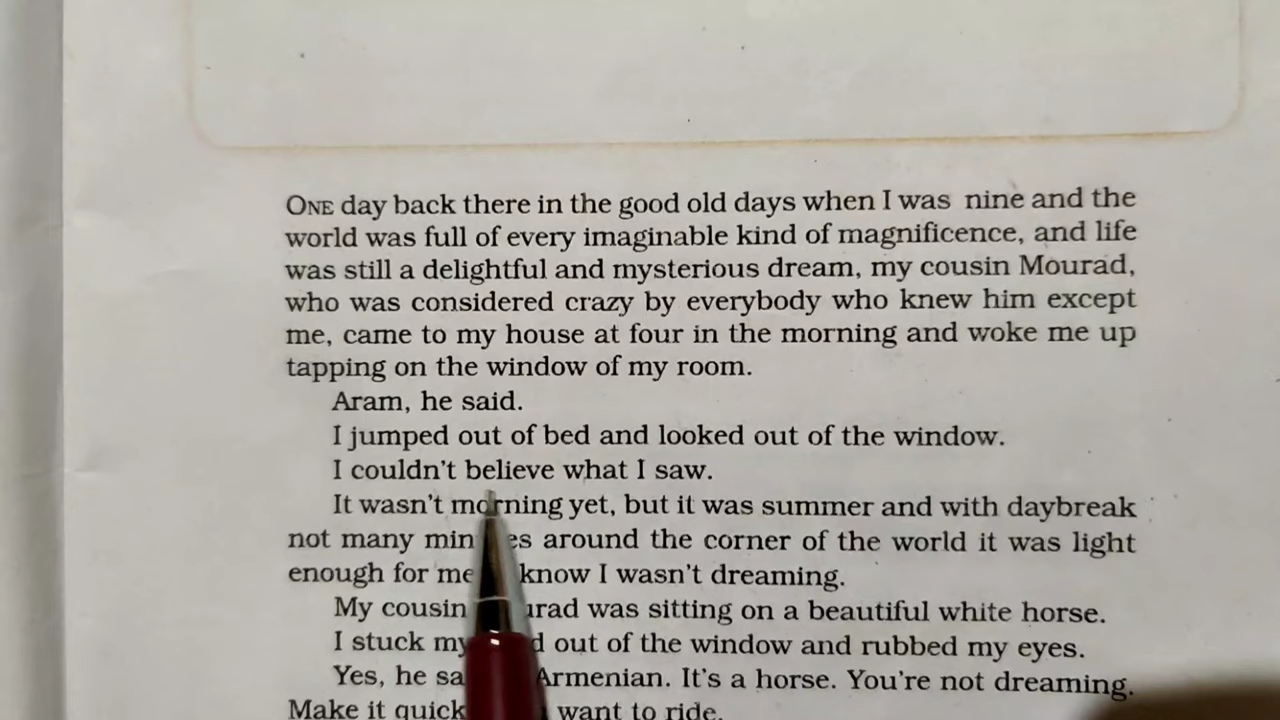 ONE day back there in the good old days when I was nine and the
world was full of every imaginable kind of magnificence, and life
was still a delightful and mysterious dream, my cousin Mourad,
who was considered crazy by everybody who knew him except
me, came to my house at four in the morning and woke me up
tapping on the window of my room.
Aram, he said.
I jumped out of bed and looked out of the window.
I couldn't believe what I saw.
It wasn't morning yet, but it was summer and with daybreak
not many around the corner of the world it was light
enough for me know I wasn't dreaming.
My cousin was sitting on a beautiful white horse.
I stuck my out of the window and rubbed my eyes.
Yes, he Armenian. It's a horse. You're not dreaming.
Make it quick want to ride.